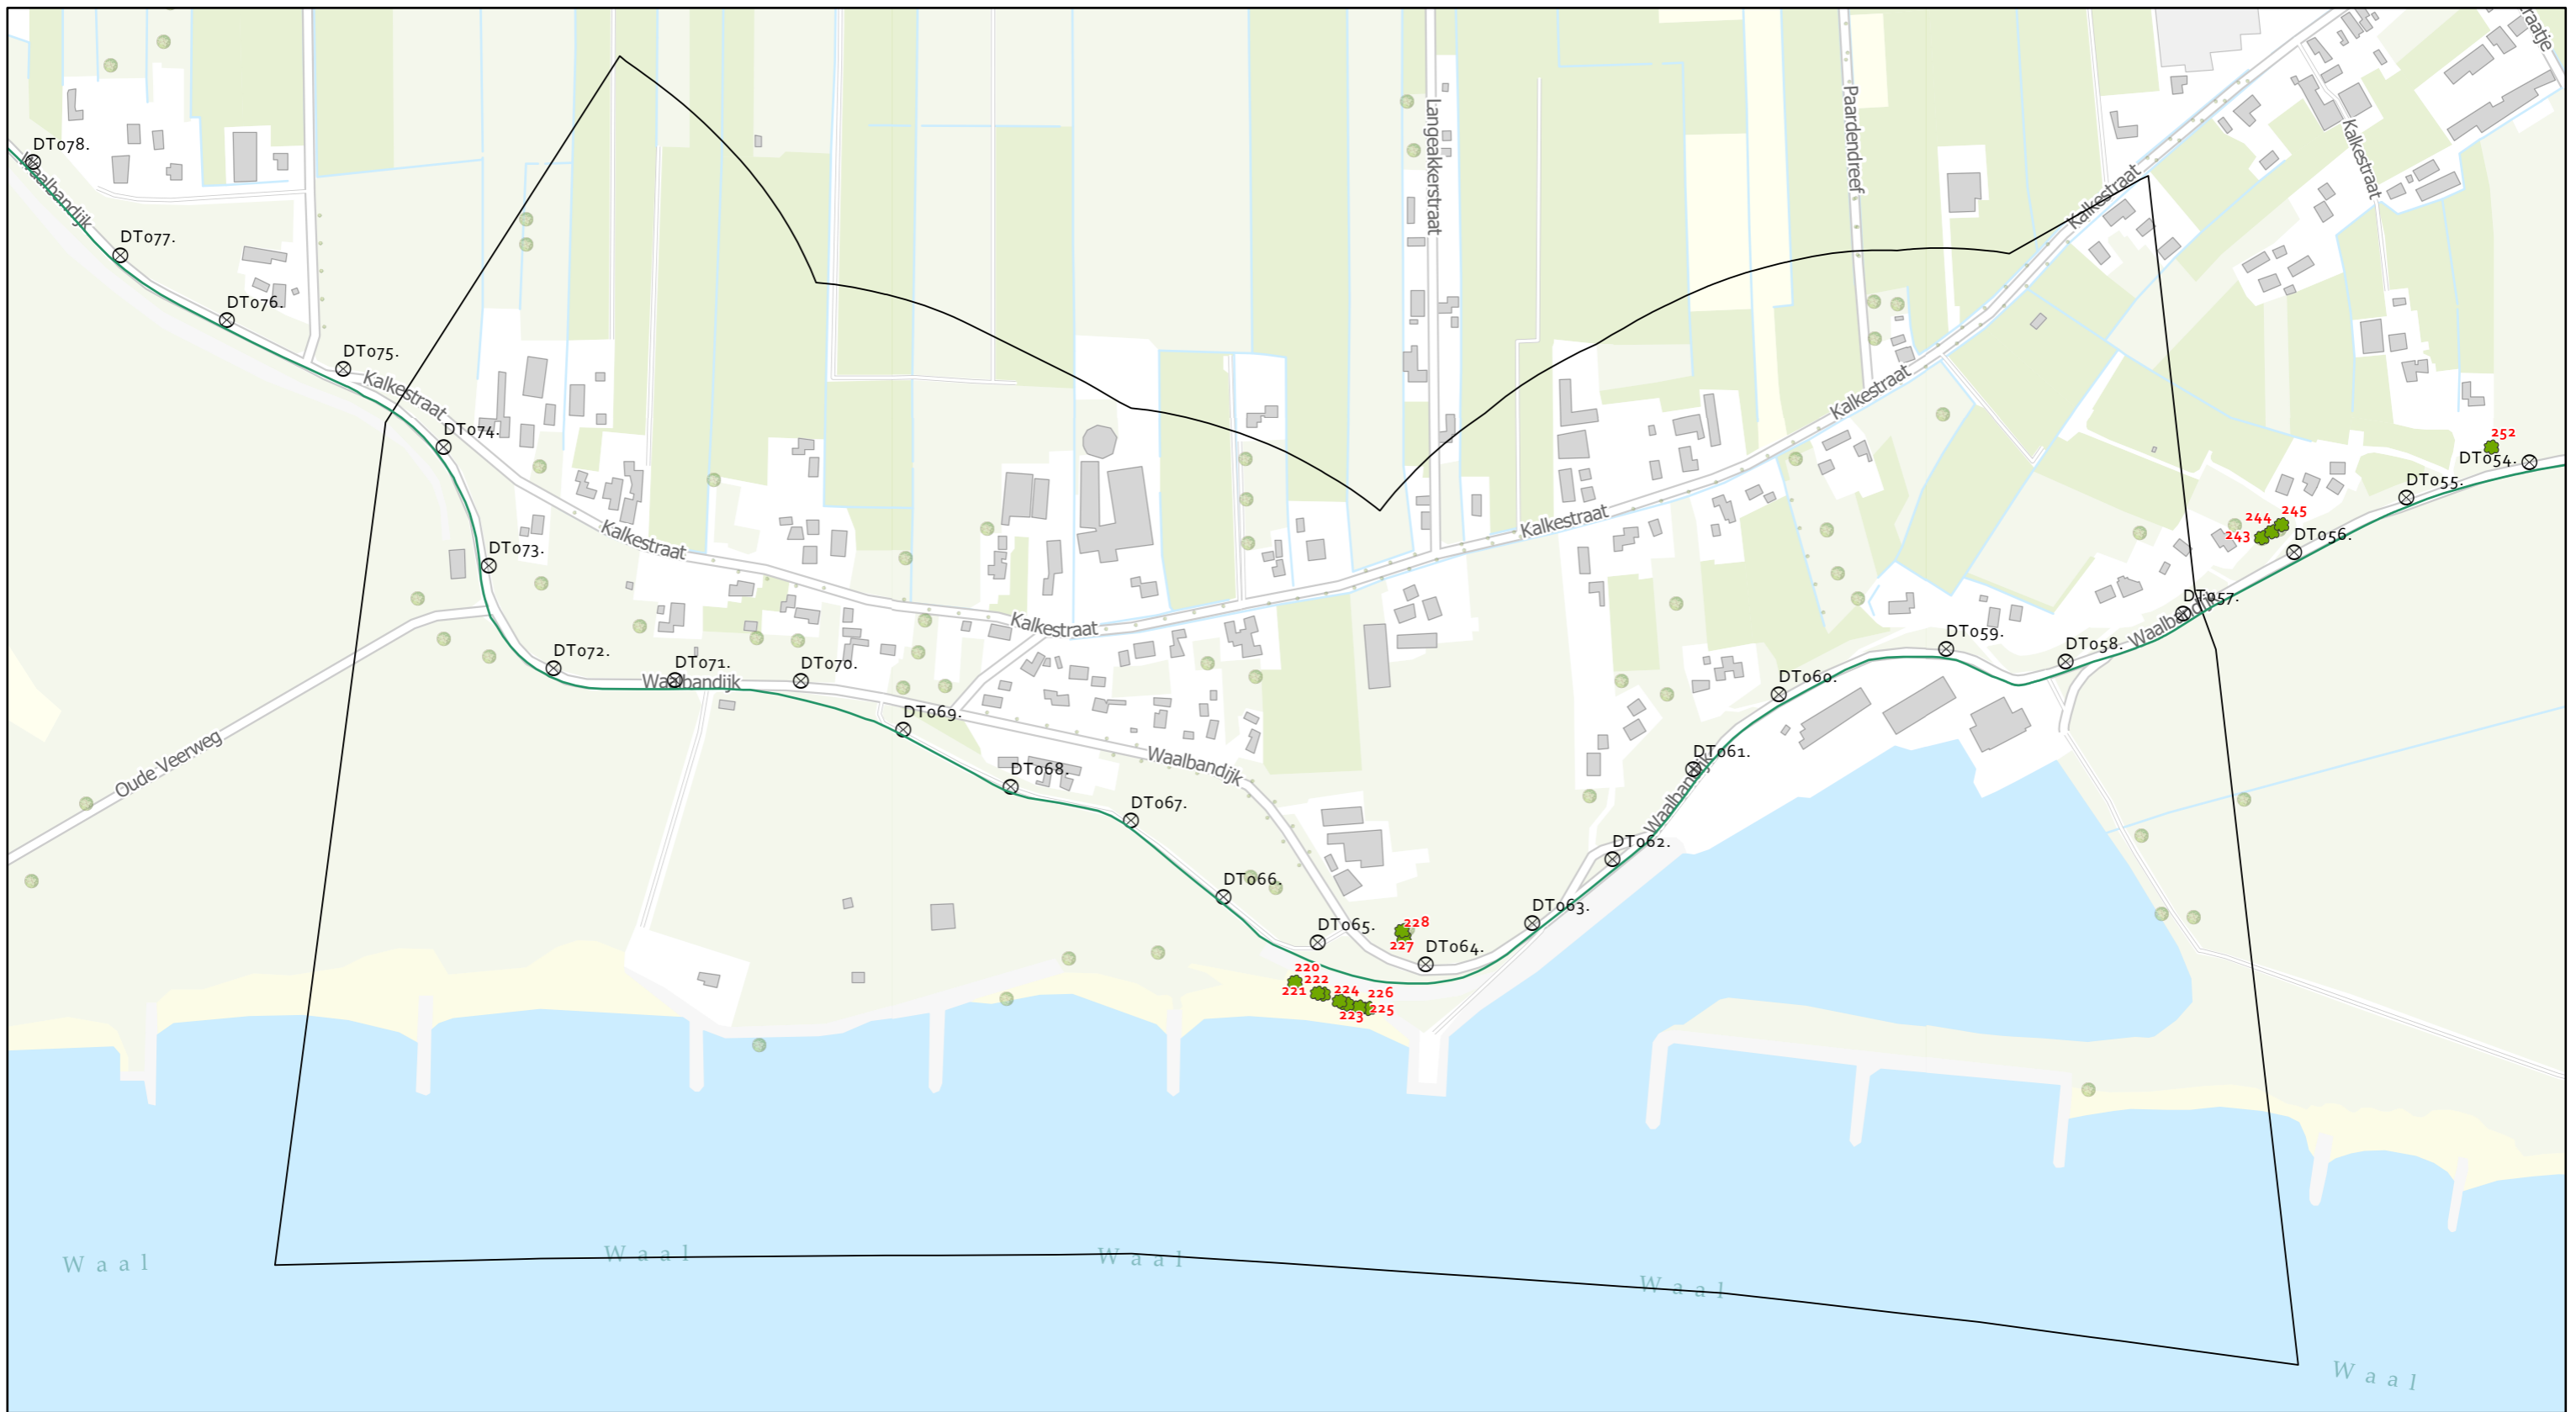 raatje
Langeakkerstraat
Paardendreef
Kalkestraat
DT078.
Waalbandijk
Kalkestraat
DT077.
DT076.
DT075.
Kalkestraat
Kalkestraat
DT074.
252
DT054.
DT055.
Kalkestraat
Kalkestraat
244
245
243
DT056.
DT073.
DT057.
Waalbandijk
Kalkestraat
DT072.
DT071.
Waalbandijk
DT070.
DT059.
DT058.
DT060.
DT069.
Oude Veerweg
Waalbandijk
DT068.
DT061.
Waalbandijk
DT067.
DT062.
DT066.
DT065.
228
227
DT063.
DT064.
220
222
221
224
226
223
225
Waal
Waal
Waal
Waal
Waal